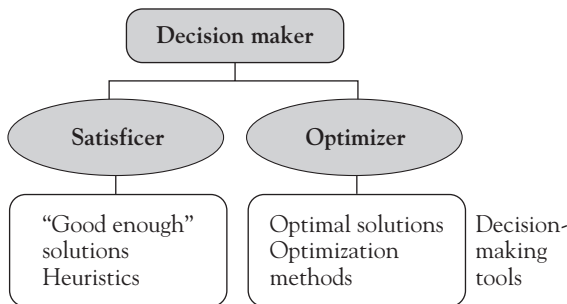 Decision maker
Satisficer
Optimizer
“Good enough”
solutions
Heuristics
Optimal solutions
Optimization
methods
Decision-
making
tools